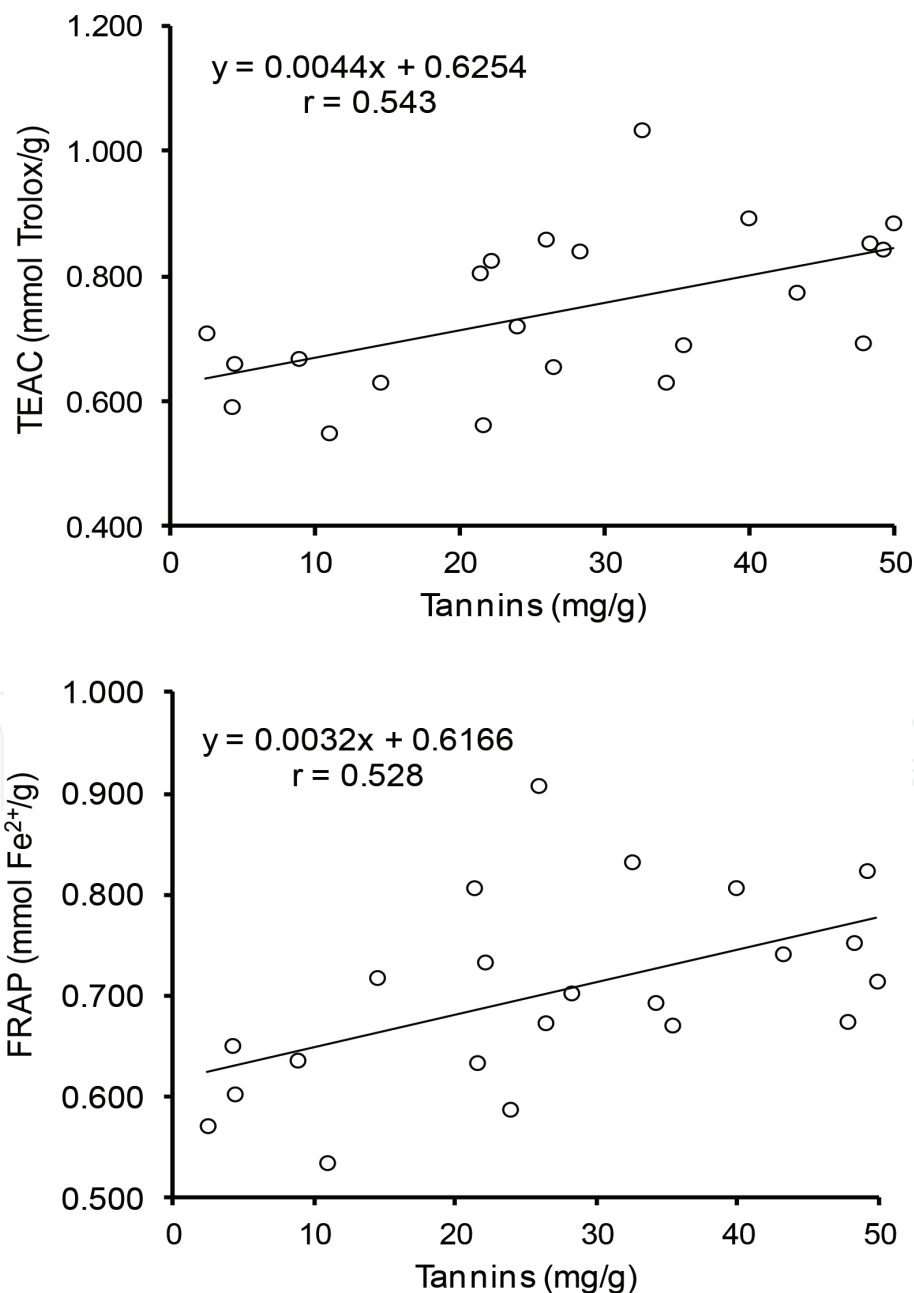 1.200
y = 0.0044x + 0.6254
r = 0.543
1.000
0.800
0.600
0.400
TEAC (mmol Trolox/g)
0 10 20 30 40 50
Tannins (mg/g)
1.000
y = 0.0032x + 0.6166
r = 0.528
0.900
0.800
0.700
0.600
0.500
FRAP (mmol Fe²⁺/g)
0 10 20 30 40 50
Tannins (mg/g)